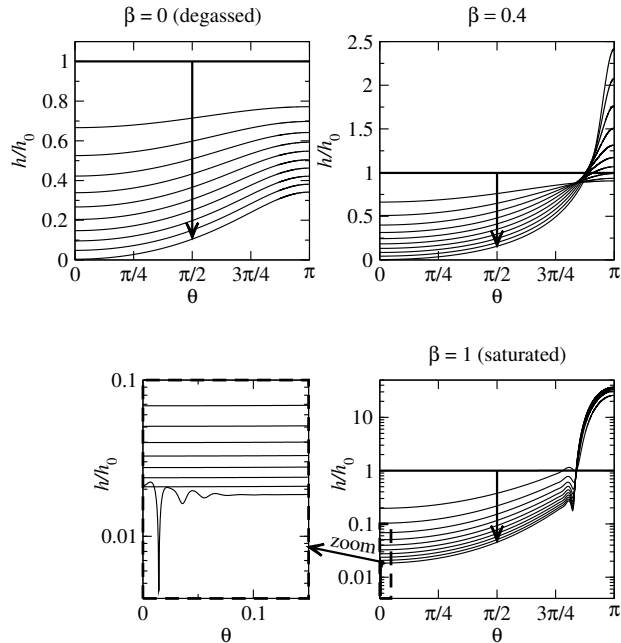 β = 0 (degassed)
1
0.8
0.6
0.4
0.2
0
h/h0
0
π/4
π/2
3π/4
π
θ
β = 0.4
2.5
2
1.5
1
0.5
0
h/h0
0
π/4
π/2
3π/4
π
θ
0.1
0.01
h/h0
0
0.1
θ
zoom
β = 1 (saturated)
10
1
0.1
0.01
h/h0
0
π/4
π/2
3π/4
π
θ